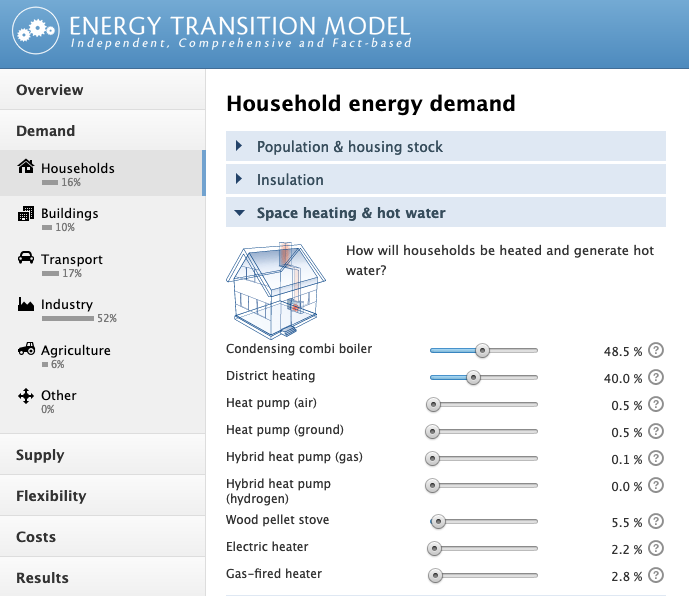 ENERGY TRANSITION MODEL
Independent, Comprehensive and Fact-based
Overview
Demand
Households
16%
Buildings
10%
Transport
17%
Industry
52%
Agriculture
6%
Other
0%
Supply
Flexibility
Costs
Results
Household energy demand
Population & housing stock
Insulation
Space heating & hot water
How will households be heated and generate hot
water?
Condensing combi boiler 48.5 % ?
District heating 40.0 % ?
Heat pump (air) 0.5 % ?
Heat pump (ground) 0.5 % ?
Hybrid heat pump (gas) 0.1 % ?
Hybrid heat pump
(hydrogen) 0.0 % ?
Wood pellet stove 5.5 % ?
Electric heater 2.2 % ?
Gas-fired heater 2.8 % ?